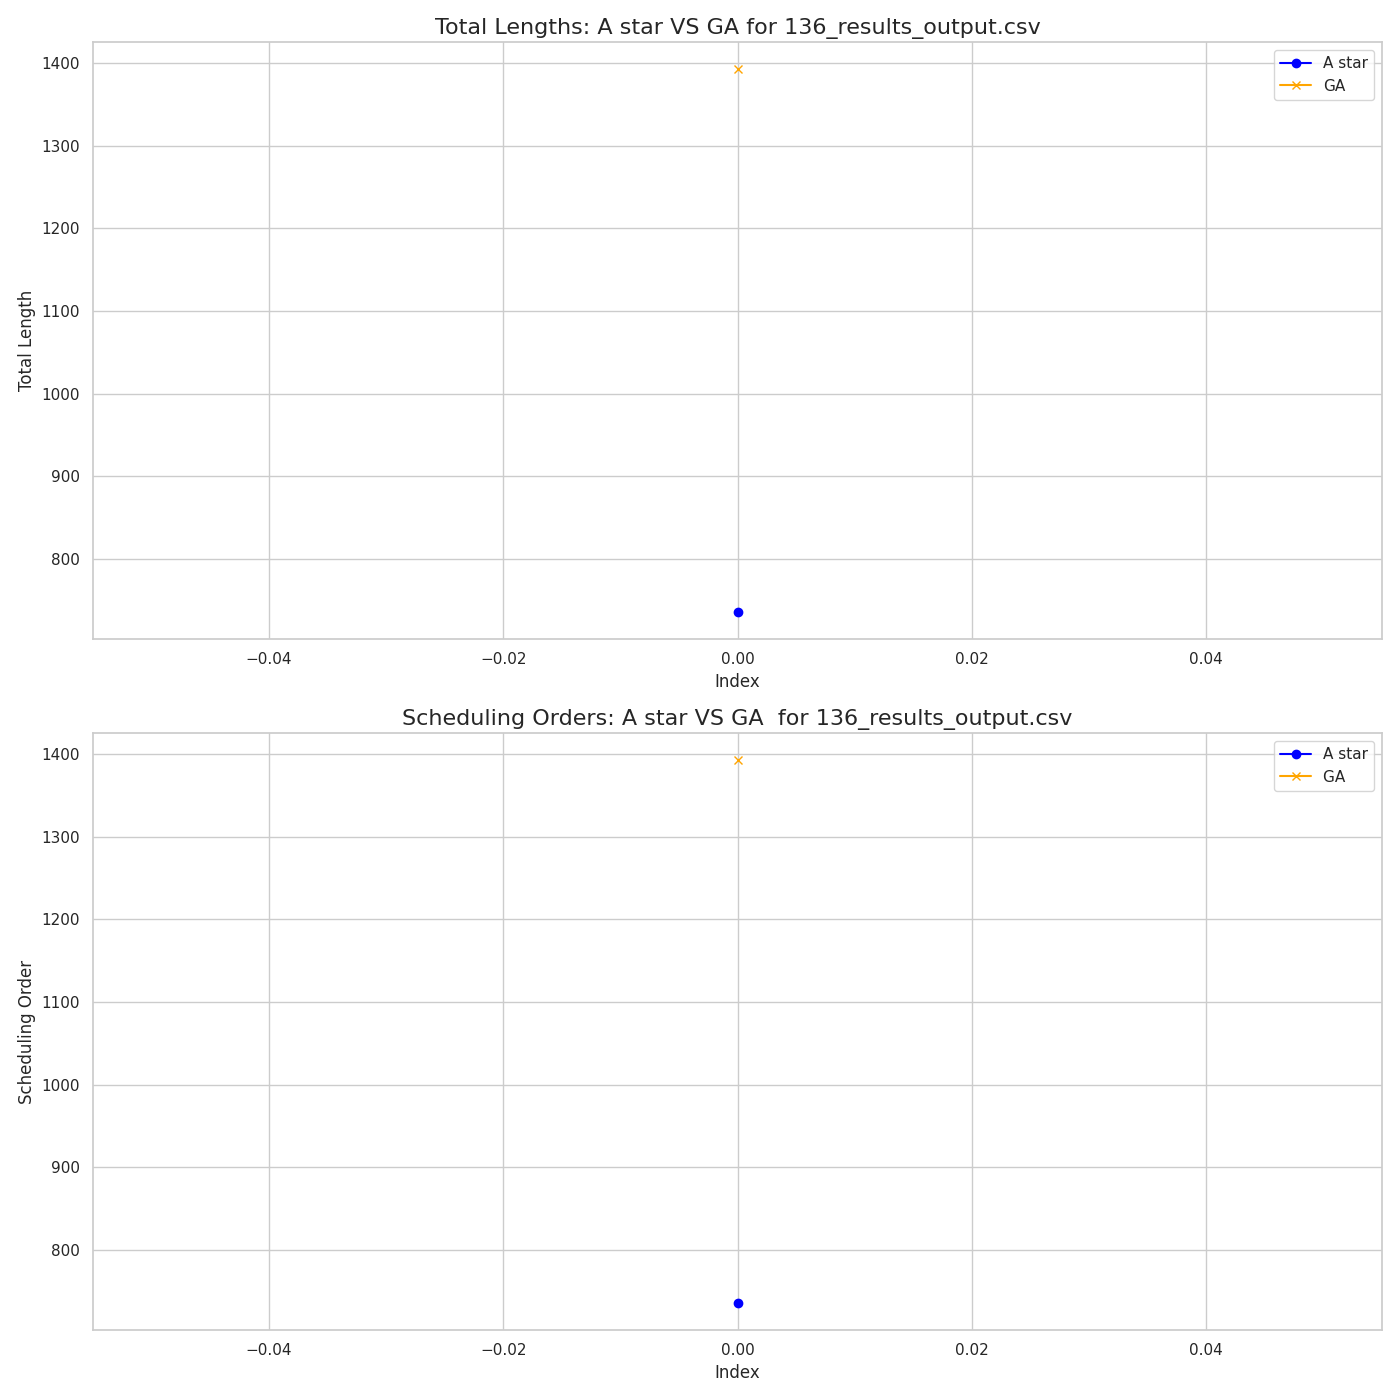 Total Lengths: A star VS GA for 136_results_output.csv
1400
1300
1200
1100
1000
900
800
Total Length
A star
GA
−0.04
−0.02
0.00
0.02
0.04
Index
Scheduling Orders: A star VS GA  for 136_results_output.csv
1400
1300
1200
1100
1000
900
800
Scheduling Order
A star
GA
−0.04
−0.02
0.00
0.02
0.04
Index